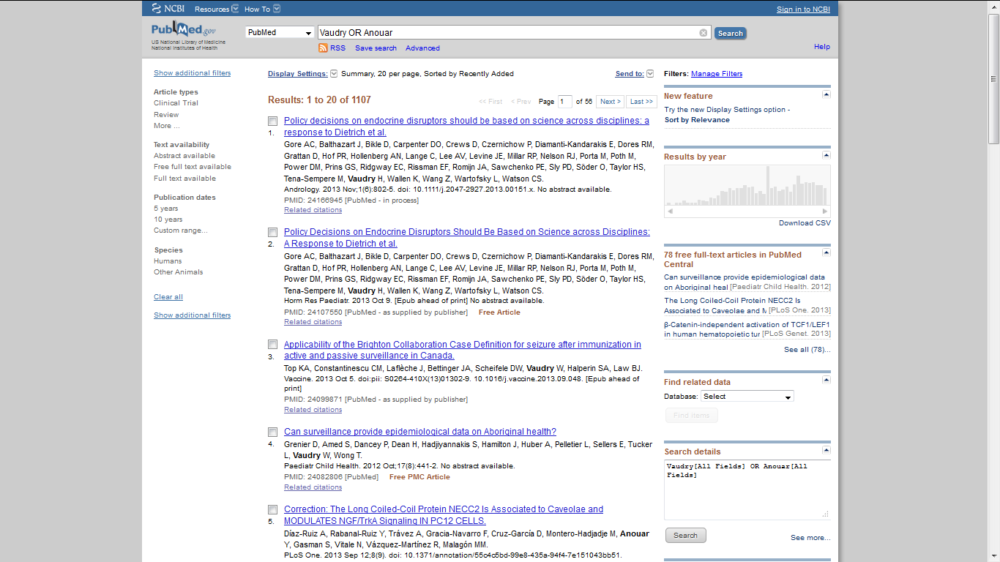 NCBI Resources How To Sign in to NCBI
PubMed.gov
US National Library of Medicine
National Institutes of Health
PubMed Vaudry OR Anouar Search
RSS Save search Advanced Help
Show additional filters
Article types
Clinical Trial
Review
More ...
Text availability
Abstract available
Free full text available
Full text available
Publication dates
5 years
10 years
Custom range...
Species
Humans
Other Animals
Clear all
Show additional filters
Display Settings: Summary, 20 per page, Sorted by Recently Added Send to:
Results: 1 to 20 of 1107
<< First < Prev Page 1 of 56 Next > Last >>
Policy decisions on endocrine disruptors should be based on science across disciplines: a
1. response to Dietrich et al.
Gore AC, Balthazart J, Bikle D, Carpenter DO, Crews D, Czernichow P, Diamanti-Kandarakis E, Dores RM,
Grattan D, Hof PR, Hollenberg AN, Lange C, Lee AV, Levine JE, Millar RP, Nelson RJ, Porta M, Poth M,
Power DM, Prins GS, Ridgway EC, Rissman EF, Romijn JA, Sawchenko PE, Sly PD, Söder O, Taylor HS,
Tena-Sempere M, Vaudry H, Wallen K, Wang Z, Wartofsky L, Watson CS.
Andrology. 2013 Nov;1(6):802-5. doi: 10.1111/j.2047-2927.2013.00151.x. No abstract available.
PMID: 24166945 [PubMed - in process]
Related citations
Policy Decisions on Endocrine Disruptors Should Be Based on Science across Disciplines:
2. A Response to Dietrich et al.
Gore AC, Balthazart J, Bikle D, Carpenter DO, Crews D, Czernichow P, Diamanti-Kandarakis E, Dores RM,
Grattan D, Hof PR, Hollenberg AN, Lange C, Lee AV, Levine JE, Millar RP, Nelson RJ, Porta M, Poth M,
Power DM, Prins GS, Ridgway EC, Rissman EF, Romijn JA, Sawchenko PE, Sly PD, Söder O, Taylor HS,
Tena-Sempere M, Vaudry H, Wallen K, Wang Z, Wartofsky L, Watson CS.
Horm Res Paediatr. 2013 Oct 9. [Epub ahead of print] No abstract available.
PMID: 24107550 [PubMed - as supplied by publisher] Free Article
Related citations
Applicability of the Brighton Collaboration Case Definition for seizure after immunization in
3. active and passive surveillance in Canada.
Top KA, Constantinescu CM, Laflèche J, Bettinger JA, Scheifele DW, Vaudry W, Halperin SA, Law BJ.
Vaccine. 2013 Oct 5. doi:pii: S0264-410X(13)01302-9. 10.1016/j.vaccine.2013.09.048. [Epub ahead of
print]
PMID: 24099871 [PubMed - as supplied by publisher]
Related citations
Can surveillance provide epidemiological data on Aboriginal health?
4. Grenier D, Amed S, Dancey P, Dean H, Hadjiyannakis S, Hamilton J, Huber A, Pelletier L, Sellers E, Tucker
L, Vaudry W, Wong T.
Paediatr Child Health. 2012 Oct;17(8):441-2. No abstract available.
PMID: 24082806 [PubMed] Free PMC Article
Related citations
Correction: The Long Coiled-Coil Protein NECC2 Is Associated to Caveolae and
5. MODULATES NGF/TrkA Signaling IN PC12 CELLS.
Díaz-Ruiz A, Rabanal-Ruiz Y, Trávez A, Gracia-Navarro F, Cruz-García D, Montero-Hadjadje M, Anouar
Y, Gasman S, Vitale N, Vázquez-Martínez R, Malagón MM.
PLoS One. 2013 Sep 12;8(9). doi: 10.1371/annotation/55c4c5bd-99e8-435a-94f4-7e151043bb51.
Filters: Manage Filters
New feature
Try the new Display Settings option -
Sort by Relevance
Results by year
Download CSV
78 free full-text articles in PubMed
Central
Can surveillance provide epidemiological data
on Aboriginal heal [Paediatr Child Health. 2012]
The Long Coiled-Coil Protein NECC2 Is
Associated to Caveolae and M [PLoS One. 2013]
β-Catenin-independent activation of TCF1/LEF1
in human hematopoietic tur [PLoS Genet. 2013]
See all (78)...
Find related data
Database: Select
Find items
Search details
Vaudry[All Fields] OR Anouar[All
Fields]
Search See more...